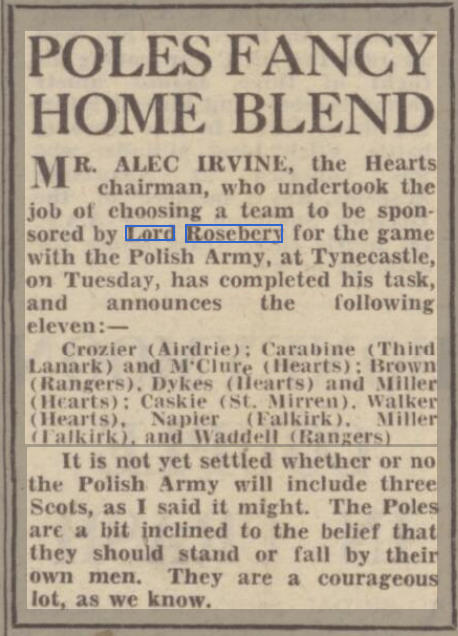 POLES FANCY
HOME BLEND
MR. ALEC IRVINE, the Hearts
chairman, who undertook the
job of choosing a team to be spon-
sored by Lord Rosebery for the game
with the Polish Army, at Tynecastle,
on Tuesday, has completed his task,
and announces the following
eleven:—
Crozier (Airdrie); Carabine (Third
Lanark) and M'Clure (Hearts); Brown
(Rangers), Dykes (Hearts) and Miller
(Hearts); Caskie (St. Mirren), Walker
(Hearts), Napier (Falkirk), Miller
(Falkirk), and Waddell (Rangers)
It is not yet settled whether or no
the Polish Army will include three
Scots, as I said it might. The Poles
are a bit inclined to the belief that
they should stand or fall by their
own men. They are a courageous
lot, as we know.